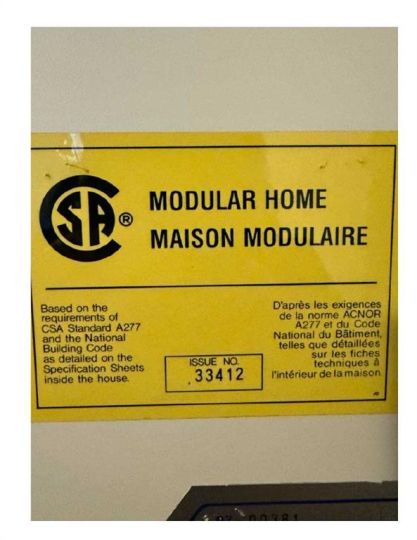 CSA ®
MODULAR HOME
MAISON MODULAIRE
Based on the
requirements of
CSA Standard A277
and the National
Building Code
as detailed on the
Specification Sheets
inside the house.
ISSUE NO.
33412
D'après les exigences
de la norme ACNOR
A277 et du Code
National du Bâtiment,
telles que détaillées
sur les fiches
techniques à
l'intérieur de la maison